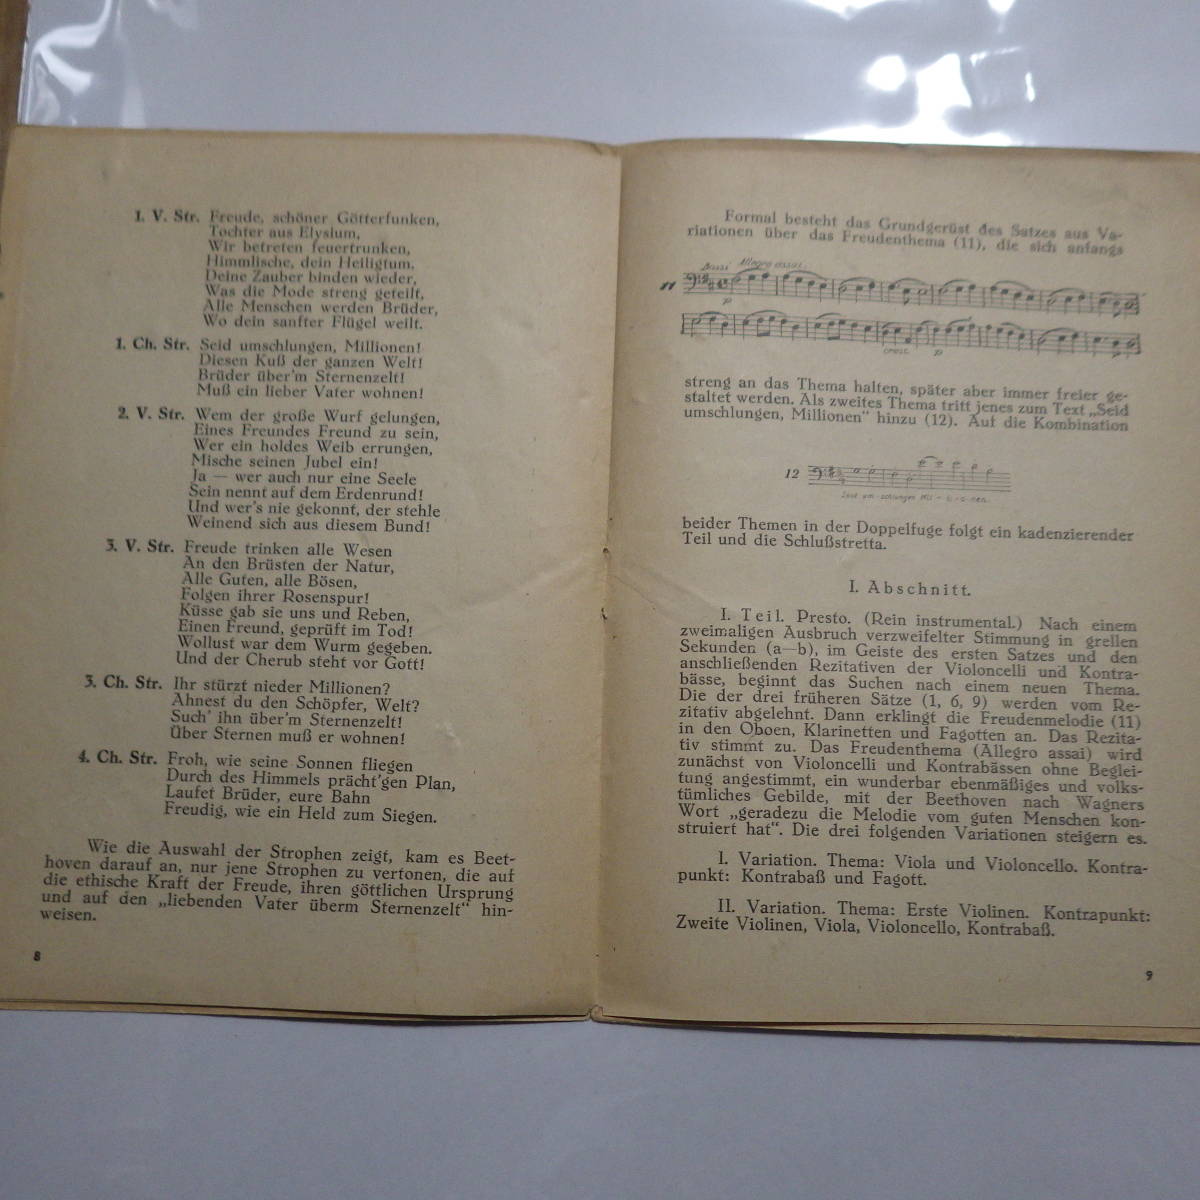 1. V. Str. Freude, schöner Götterfunken,
Tochter aus Elysium,
Wir betreten feuertrunken,
Himmlische, dein Heiligtum.
Deine Zauber binden wieder,
Was die Mode streng geteilt,
Alle Menschen werden Brüder,
Wo dein sanfter Flügel weilt.
1. Ch. Str. Seid umschlungen, Millionen!
Diesen Kuß der ganzen Welt!
Brüder über'm Sternenzelt!
Muß ein lieber Vater wohnen!
2. V. Str. Wem der große Wurf gelungen,
Eines Freundes Freund zu sein,
Wer ein holdes Weib errungen,
Mische seinen Jubel ein!
Ja — wer auch nur eine Seele
Sein nennt auf dem Erdenrund!
Und wer's nie gekonnt, der stehle
Weinend sich aus diesem Bund!
3. V. Str. Freude trinken alle Wesen
An den Brüsten der Natur,
Alle Guten, alle Bösen,
Folgen ihrer Rosenspur!
Küsse gab sie uns und Reben,
Einen Freund, geprüft im Tod!
Wollust war dem Wurm gegeben.
Und der Cherub steht vor Gott!
3. Ch. Str. Ihr stürzt nieder Millionen?
Ahnest du den Schöpfer, Welt?
Such' ihn über'm Sternenzelt!
Über Sternen muß er wohnen!
4. Ch. Str. Froh, wie seine Sonnen fliegen
Durch des Himmels prächt'gen Plan,
Laufet Brüder, eure Bahn
Freudig, wie ein Held zum Siegen.
Wie die Auswahl der Strophen zeigt, kam es Beet-
hoven darauf an, nur jene Strophen zu vertonen, die auf
die ethische Kraft der Freude, ihren göttlichen Ursprung
und auf den „liebenden Vater überm Sternenzelt" hin-
weisen.
8
Formal besteht das Grundgerüst des Satzes aus Va-
riationen über das Freudenthema (11), die sich anfangs
Bassi Allegro assai
11
p
cresc. p
streng an das Thema halten, später aber immer freier ge-
staltet werden. Als zweites Thema tritt jenes zum Text „Seid
umschlungen, Millionen" hinzu (12). Auf die Kombination
12
Seid um-schlungen Mil-li-o-nen.
beider Themen in der Doppelfuge folgt ein kadenzierender
Teil und die Schlußstretta.
I. Abschnitt.
I. Teil. Presto. (Rein instrumental.) Nach einem
zweimaligen Ausbruch verzweifelter Stimmung in grellen
Sekunden (a—b), im Geiste des ersten Satzes und den
anschließenden Rezitativen der Violoncelli und Kontra-
bässe, beginnt das Suchen nach einem neuen Thema.
Die der drei früheren Sätze (1, 6, 9) werden vom Re-
zitativ abgelehnt. Dann erklingt die Freudenmelodie (11)
in den Oboen, Klarinetten und Fagotten an. Das Rezita-
tiv stimmt zu. Das Freudenthema (Allegro assai) wird
zunächst von Violoncelli und Kontrabässen ohne Beglei-
tung angestimmt, ein wunderbar ebenmäßiges und volks-
tümliches Gebilde, mit der Beethoven nach Wagners
Wort „geradezu die Melodie vom guten Menschen kon-
struiert hat". Die drei folgenden Variationen steigern es.
I. Variation. Thema: Viola und Violoncello. Kontra-
punkt: Kontrabaß und Fagott.
II. Variation. Thema: Erste Violinen. Kontrapunkt:
Zweite Violinen, Viola, Violoncello, Kontrabaß.
9